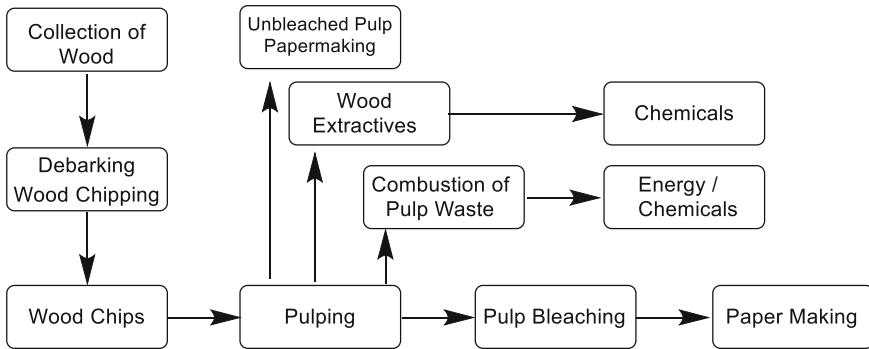 Collection of
Wood
Unbleached Pulp
Papermaking
Wood
Extractives
Chemicals
Debarking
Wood Chipping
Combustion of
Pulp Waste
Energy /
Chemicals
Wood Chips
Pulping
Pulp Bleaching
Paper Making